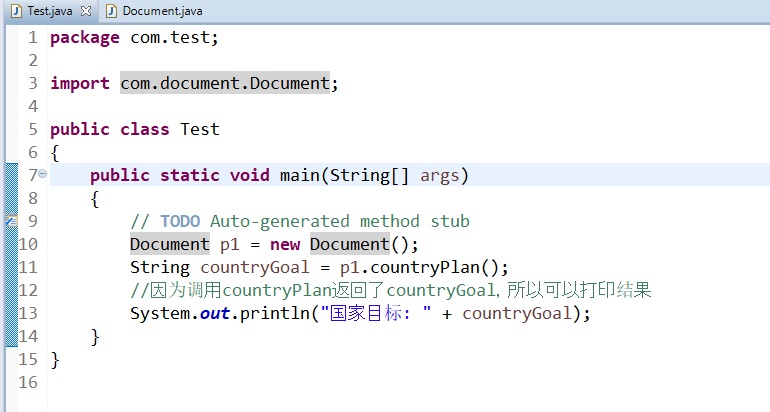 Test.java Document.java
1 package com.test;
2
3 import com.document.Document;
4
5 public class Test
6 {
7 public static void main(String[] args)
8 {
9 // TODO Auto-generated method stub
10 Document p1 = new Document();
11 String countryGoal = p1.countryPlan();
12 //因为调用countryPlan返回了countryGoal,所以可以打印结果
13 System.out.println("国家目标: " + countryGoal);
14 }
15 }
16